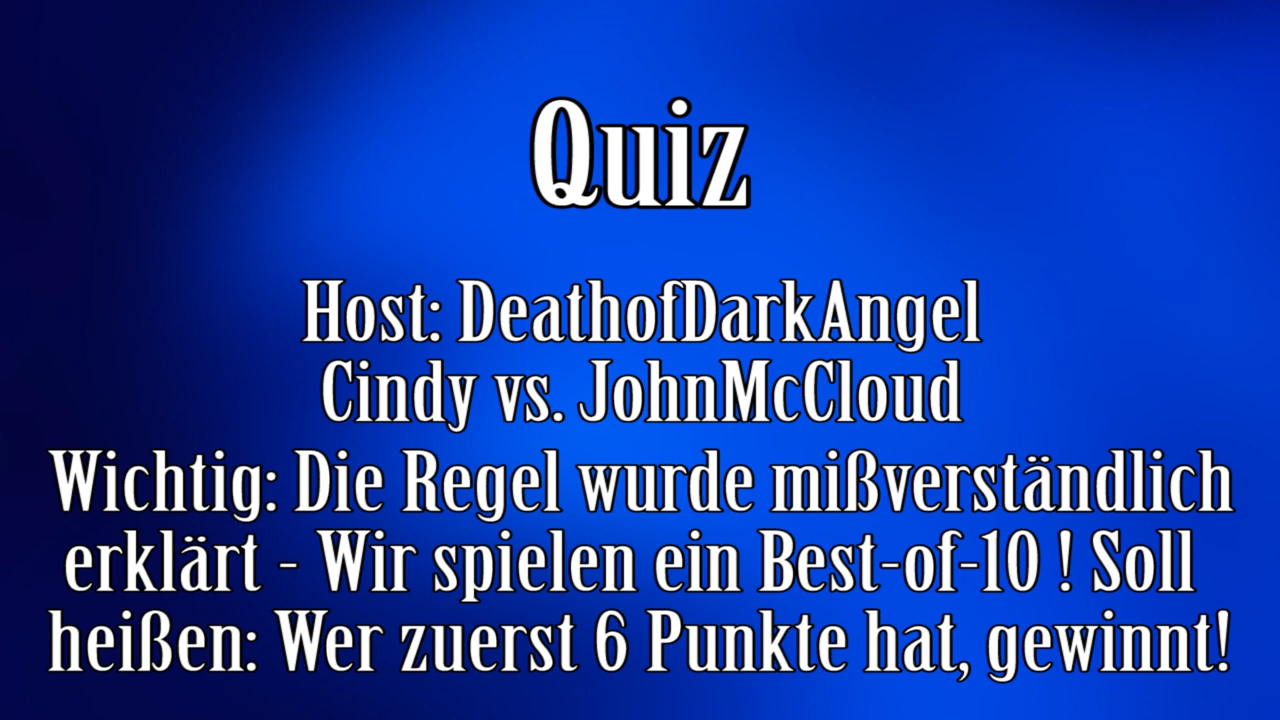 Quiz
Host: DeathofDarkAngel
Cindy vs. JohnMcCloud
Wichtig: Die Regel wurde mißverständlich
erklärt - Wir spielen ein Best-of-10 ! Soll
heißen: Wer zuerst 6 Punkte hat, gewinnt!